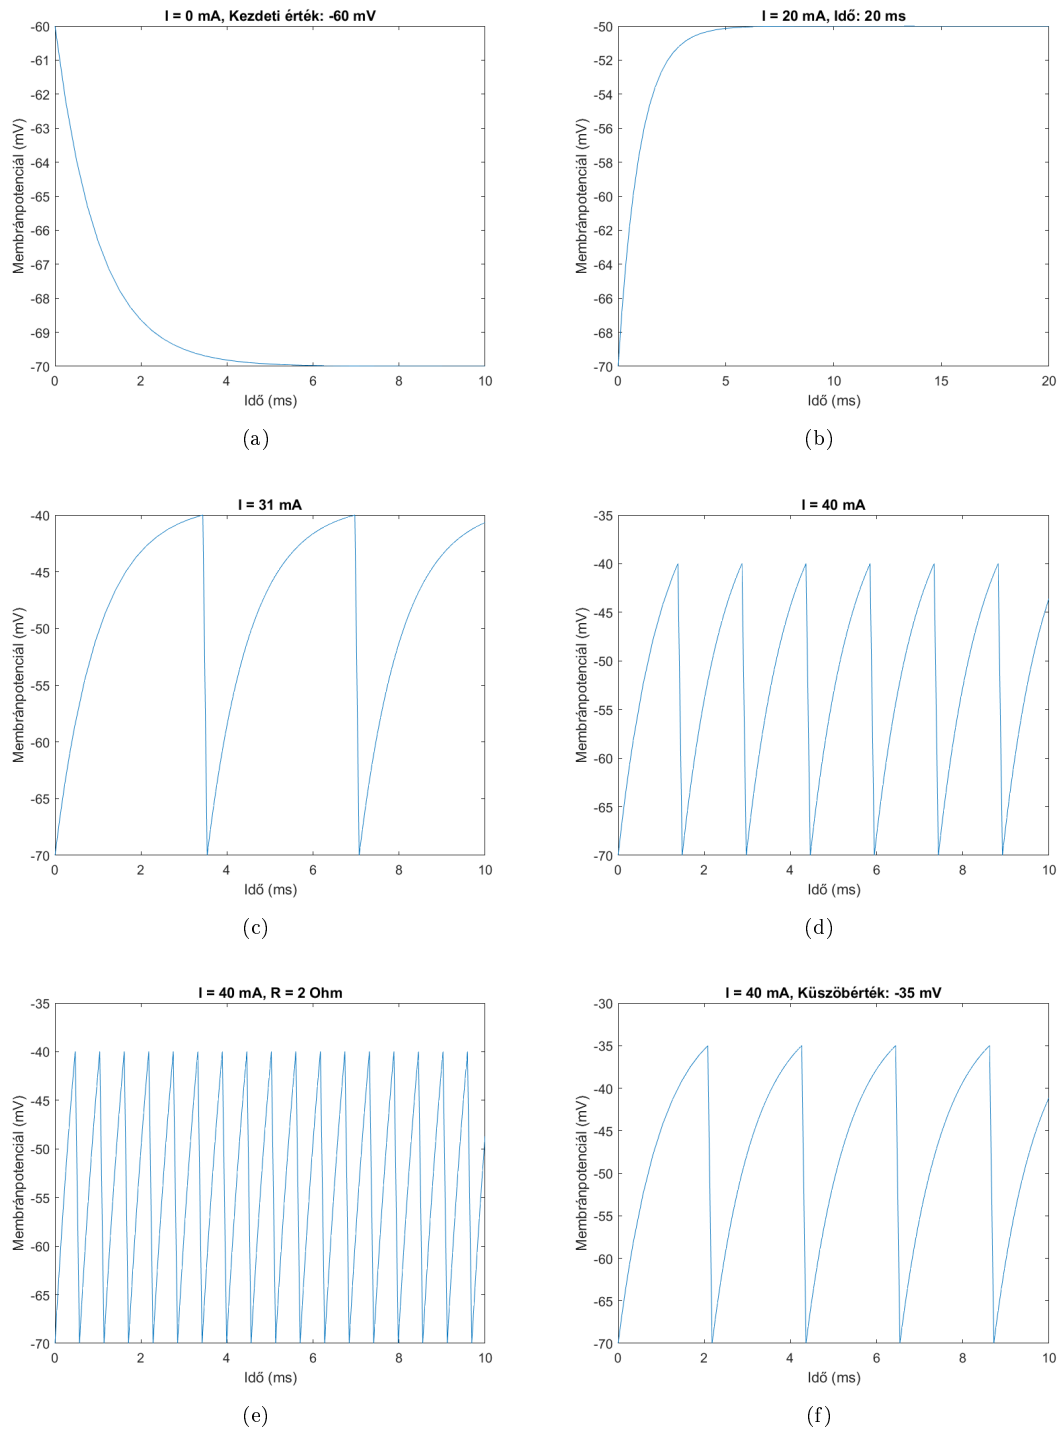 I = 0 mA, Kezdeti érték: -60 mV
-60
-61
-62
-63
-64
-65
-66
-67
-68
-69
-70
Membránpotenciál (mV)
0 2 4 6 8 10
Idő (ms)
(a)
I = 20 mA, Idő: 20 ms
-50
-52
-54
-56
-58
-60
-62
-64
-66
-68
-70
Membránpotenciál (mV)
0 5 10 15 20
Idő (ms)
(b)
I = 31 mA
-40
-45
-50
-55
-60
-65
-70
Membránpotenciál (mV)
0 2 4 6 8 10
Idő (ms)
(c)
I = 40 mA
-35
-40
-45
-50
-55
-60
-65
-70
Membránpotenciál (mV)
0 2 4 6 8 10
Idő (ms)
(d)
I = 40 mA, R = 2 Ohm
-35
-40
-45
-50
-55
-60
-65
-70
Membránpotenciál (mV)
0 2 4 6 8 10
Idő (ms)
(e)
I = 40 mA, Küszöbérték: -35 mV
-30
-35
-40
-45
-50
-55
-60
-65
-70
Membránpotenciál (mV)
0 2 4 6 8 10
Idő (ms)
(f)